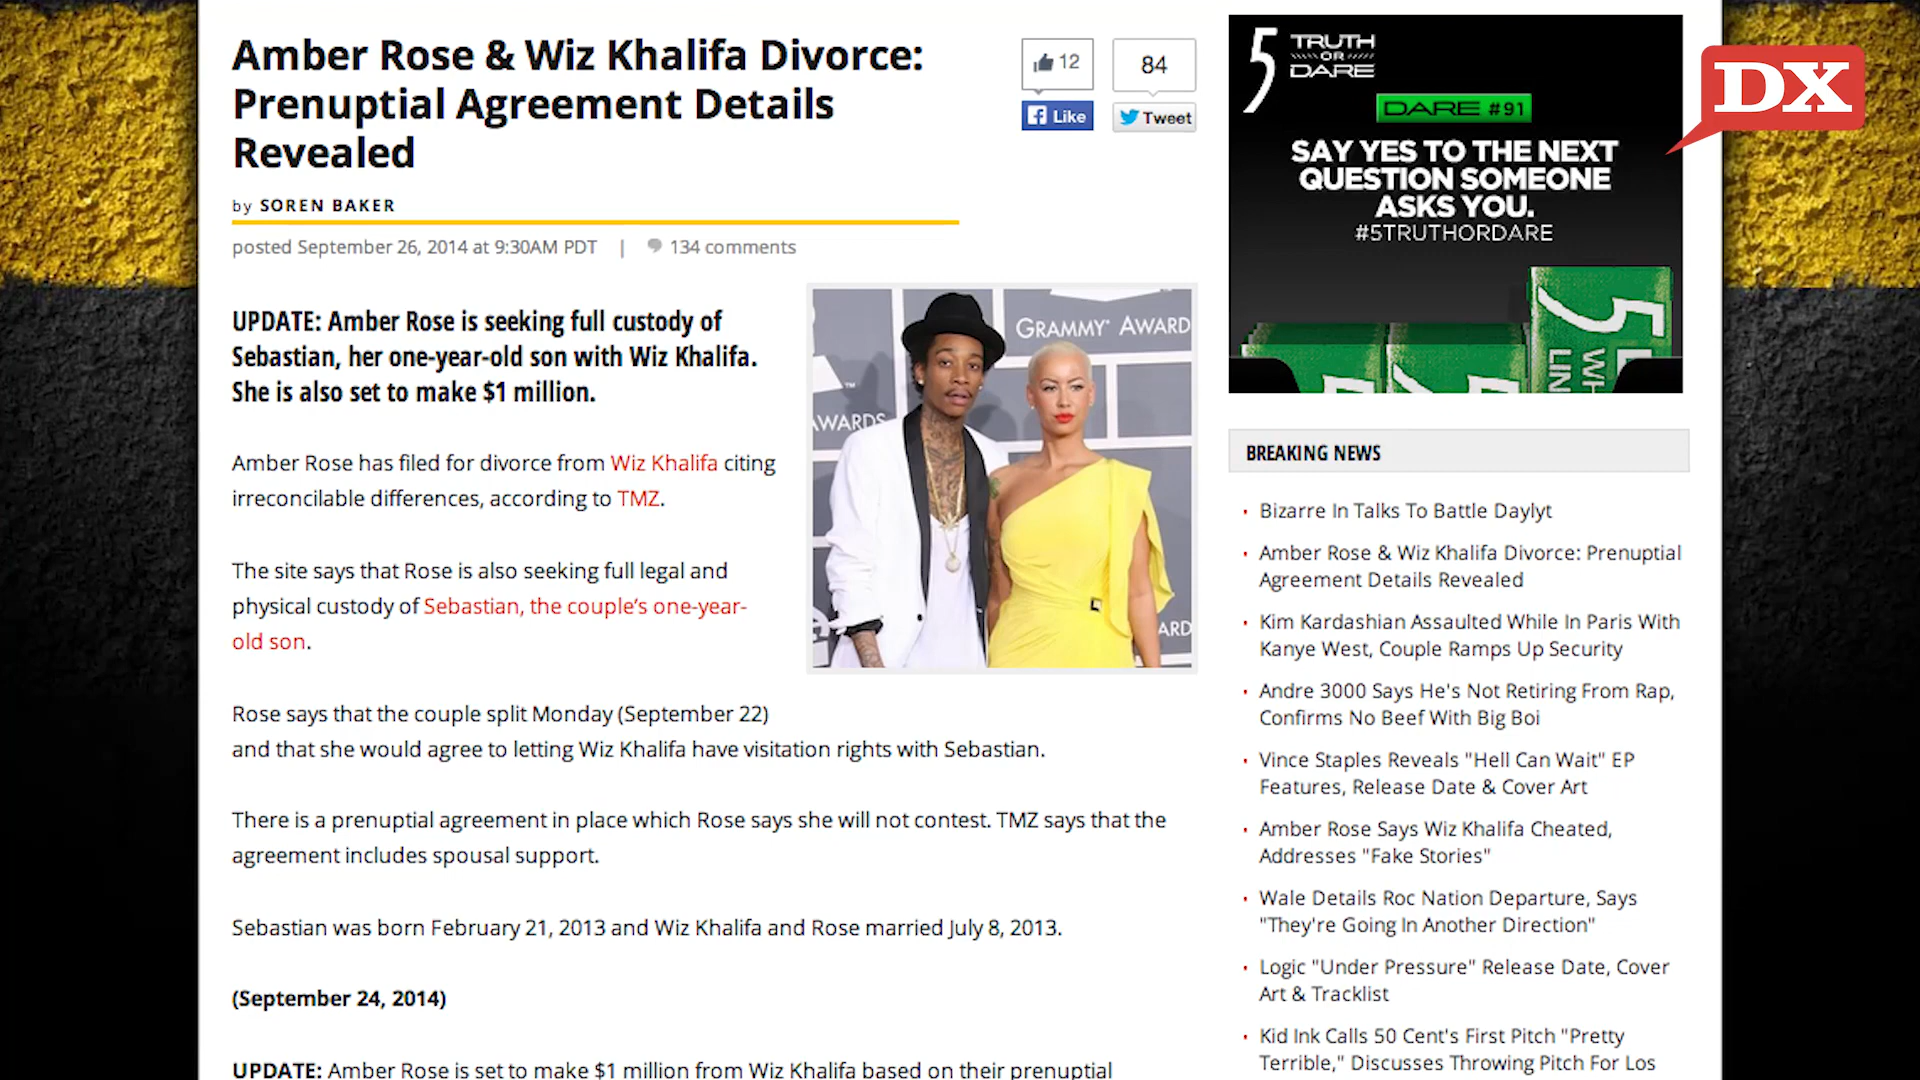 Amber Rose & Wiz Khalifa Divorce:
Prenuptial Agreement Details
Revealed
by SOREN BAKER
posted September 26, 2014 at 9:30AM PDT | 134 comments
12
Like
84
Tweet
UPDATE: Amber Rose is seeking full custody of
Sebastian, her one-year-old son with Wiz Khalifa.
She is also set to make $1 million.
Amber Rose has filed for divorce from Wiz Khalifa citing
irreconcilable differences, according to TMZ.
The site says that Rose is also seeking full legal and
physical custody of Sebastian, the couple's one-year-
old son.
Rose says that the couple split Monday (September 22)
and that she would agree to letting Wiz Khalifa have visitation rights with Sebastian.
There is a prenuptial agreement in place which Rose says she will not contest. TMZ says that the
agreement includes spousal support.
Sebastian was born February 21, 2013 and Wiz Khalifa and Rose married July 8, 2013.
(September 24, 2014)
UPDATE: Amber Rose is set to make $1 million from Wiz Khalifa based on their prenuptial
GRAMMY AWARD
AWARDS
ARD
5 TRUTH
OR
DARE
DARE #91
SAY YES TO THE NEXT
QUESTION SOMEONE
ASKS YOU.
#5TRUTHORDARE
5
DX
BREAKING NEWS
Bizarre In Talks To Battle Daylyt
Amber Rose & Wiz Khalifa Divorce: Prenuptial
Agreement Details Revealed
Kim Kardashian Assaulted While In Paris With
Kanye West, Couple Ramps Up Security
Andre 3000 Says He's Not Retiring From Rap,
Confirms No Beef With Big Boi
Vince Staples Reveals "Hell Can Wait" EP
Features, Release Date & Cover Art
Amber Rose Says Wiz Khalifa Cheated,
Addresses "Fake Stories"
Wale Details Roc Nation Departure, Says
"They're Going In Another Direction"
Logic "Under Pressure" Release Date, Cover
Art & Tracklist
Kid Ink Calls 50 Cent's First Pitch "Pretty
Terrible," Discusses Throwing Pitch For Los